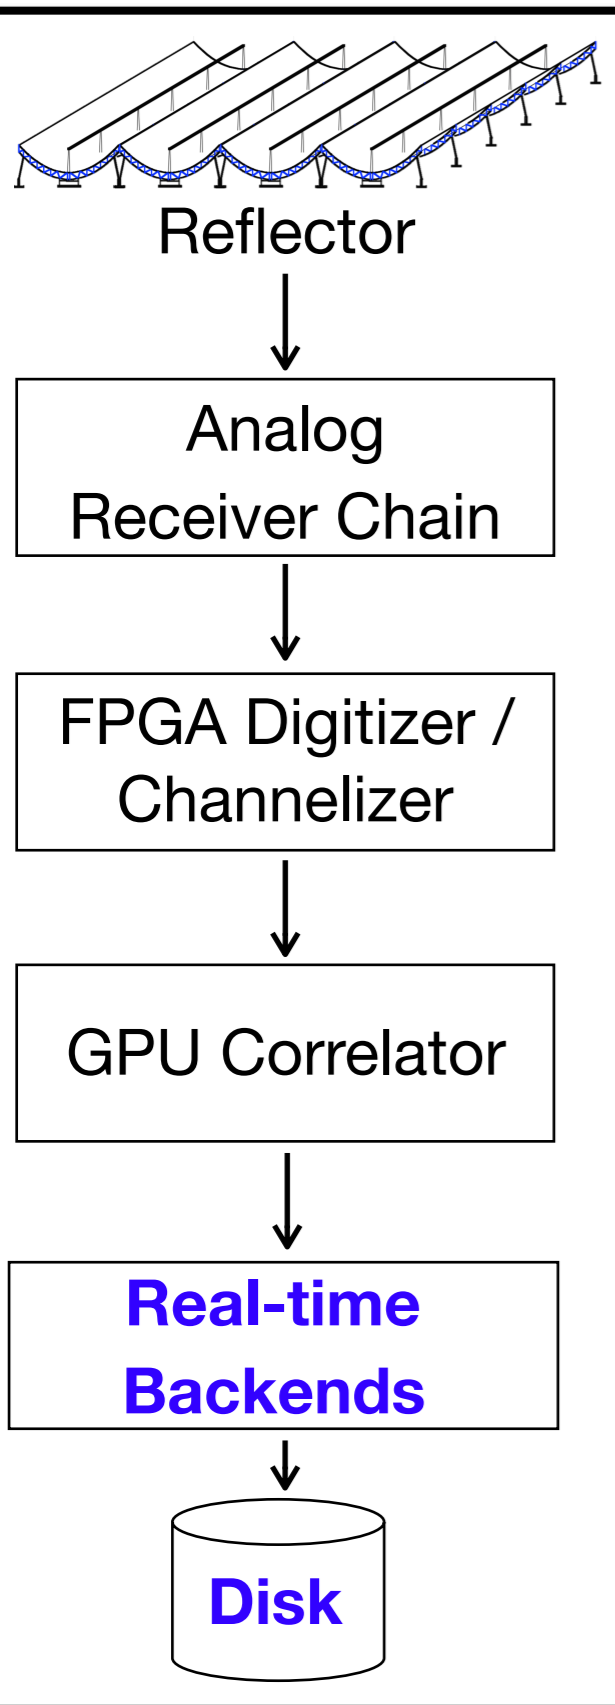 Reflector
Analog
Receiver Chain
FPGA Digitizer /
Channelizer
GPU Correlator
Real-time
Backends
Disk